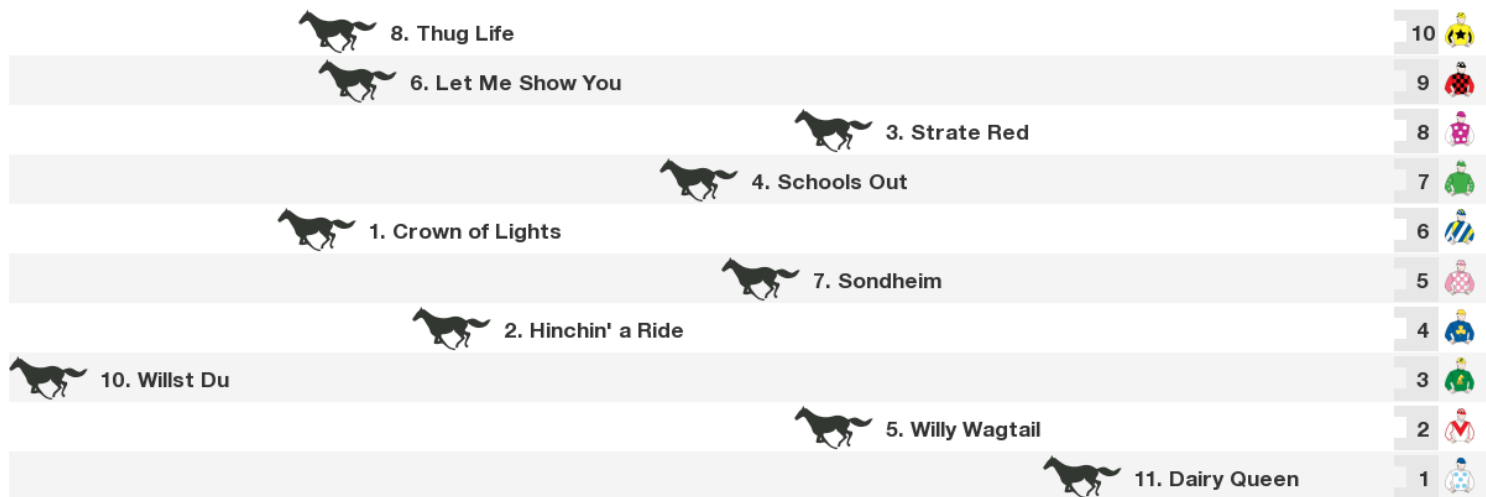 8. Thug Life 10
6. Let Me Show You 9
3. Strate Red 8
4. Schools Out 7
1. Crown of Lights 6
7. Sondheim 5
2. Hinchin' a Ride 4
10. Willst Du 3
5. Willy Wagtail 2
11. Dairy Queen 1